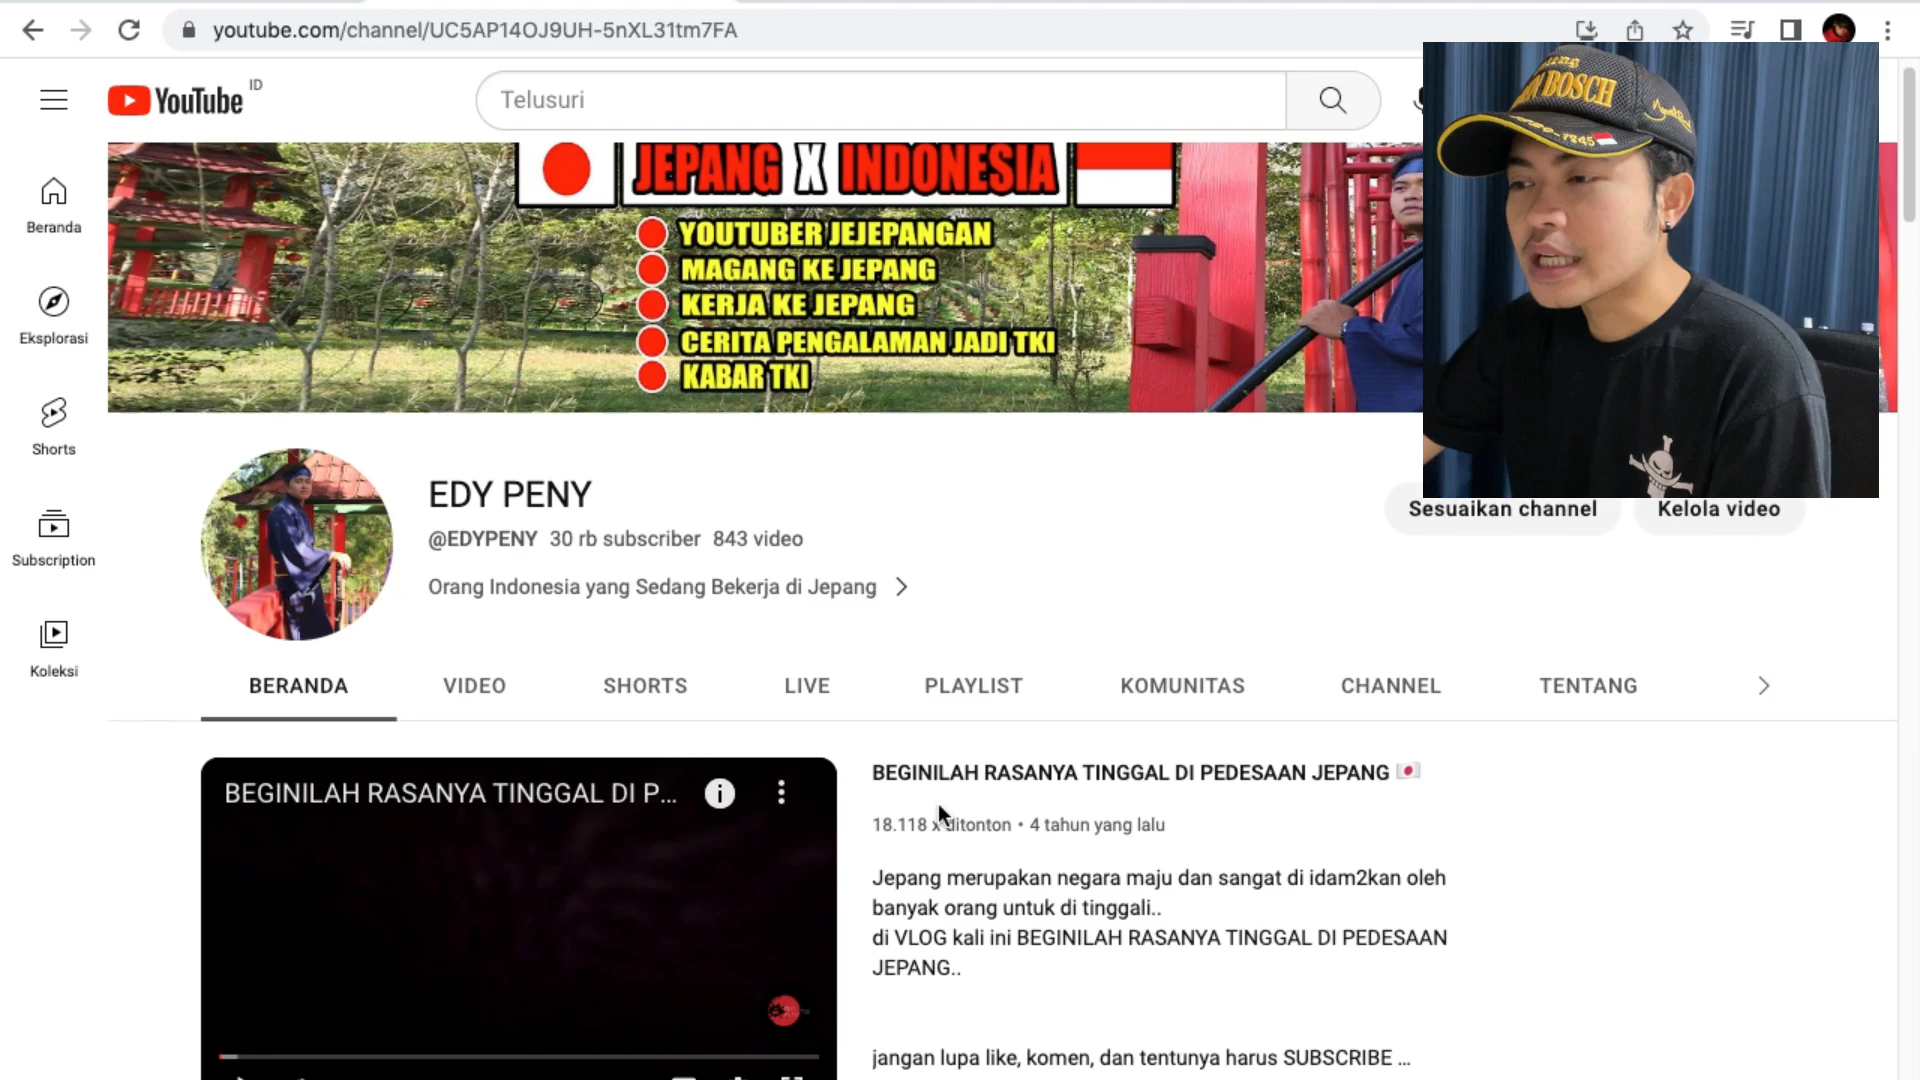 youtube.com/channel/UC5AP14OJ9UH-5nXL31tm7FA
YouTube ID
Telusuri
BOSCH
1945
JEPANG X INDONESIA
YOUTUBER JEJEPANGAN
MAGANG KE JEPANG
KERJA KE JEPANG
CERITA PENGALAMAN JADI TKI
KABAR TKI
Beranda
Eksplorasi
Shorts
Subscription
Koleksi
EDY PENY
@EDYPENY 30 rb subscriber 843 video
Orang Indonesia yang Sedang Bekerja di Jepang
Sesuaikan channel
Kelola video
BERANDA VIDEO SHORTS LIVE PLAYLIST KOMUNITAS CHANNEL TENTANG
BEGINILAH RASANYA TINGGAL DI P...
BEGINILAH RASANYA TINGGAL DI PEDESAAN JEPANG
18.118 x ditonton • 4 tahun yang lalu
Jepang merupakan negara maju dan sangat di idam2kan oleh
banyak orang untuk di tinggali..
di VLOG kali ini BEGINILAH RASANYA TINGGAL DI PEDESAAN
JEPANG..
jangan lupa like, komen, dan tentunya harus SUBSCRIBE ...